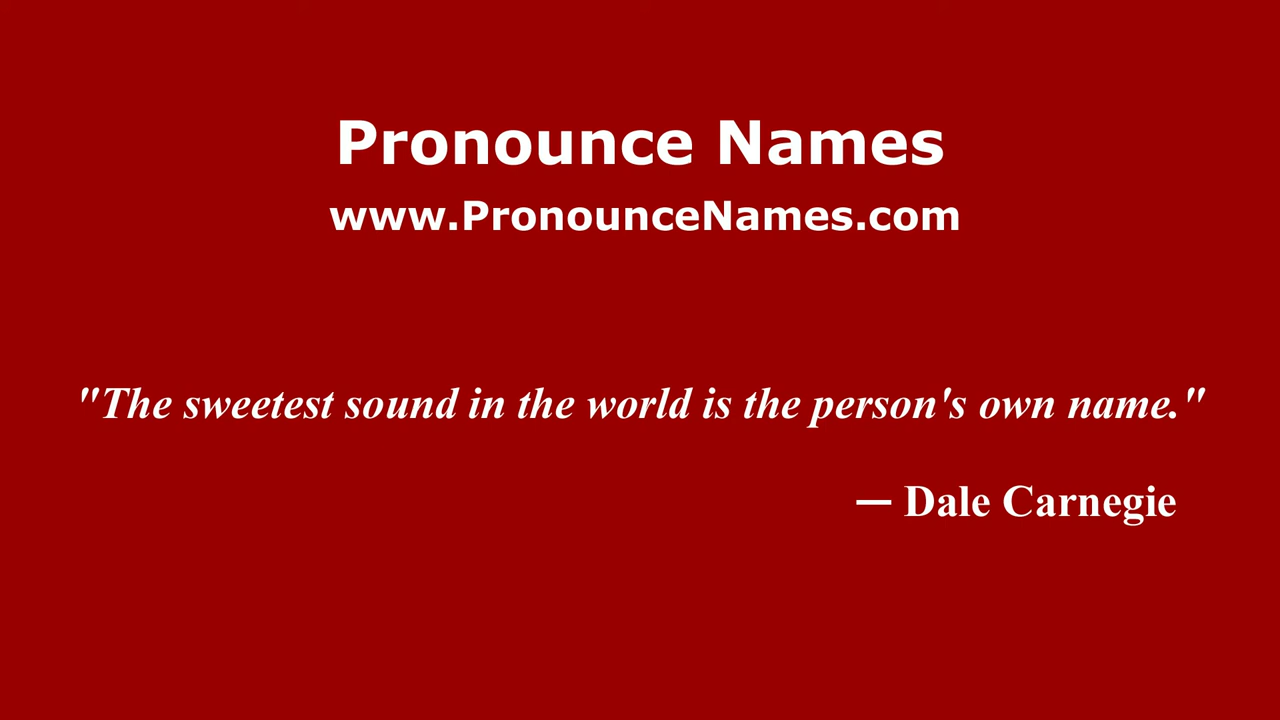 Pronounce Names
www.PronounceNames.com
"The sweetest sound in the world is the person's own name."
— Dale Carnegie